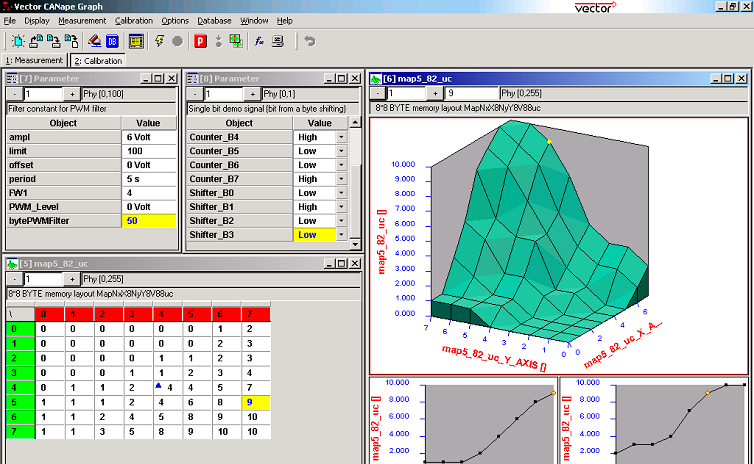 Vector CANape Graph
File Display Measurement Calibration Options Database Window Help
vector
DB P
1: Measurement 2: Calibration
[7] Parameter
- 1 + Phy [0,100]
Filter constant for PWM filter
Object Value
ampl 6 Volt
limit 100
offset 0 Volt
period 5 s
FW1 4
PWM_Level 0 Volt
bytePWMFilter 50
[8] Parameter
- 1 + Phy [0,1]
Single bit demo signal (bit from a byte shifting)
Object Value
Counter_B4 High
Counter_B5 Low
Counter_B6 Low
Counter_B7 High
Shifter_B0 Low
Shifter_B1 High
Shifter_B2 Low
Shifter_B3 Low
[6] map5_82_uc
- 1 + 9 Phy [0,255]
8*8 BYTE memory layout MapNxX8NyY8V88uc
map5_82_uc []
10.000
9.000
8.000
7.000
6.000
5.000
4.000
3.000
2.000
1.000
0.000
7 6 5 4 3 2 1 0
map5_82_uc_Y_AXIS []
0 2 4 6
map5_82_uc_X_A...
[5] map5_82_uc
- 1 + Phy [0,255]
8*8 BYTE memory layout MapNxX8NyY8V88uc
\ 0 1 2 3 4 5 6 7
0 0 0 0 0 0 0 1 2
1 0 0 0 0 0 0 2 3
2 0 0 0 0 1 1 2 3
3 0 0 0 1 1 2 3 4
4 0 1 1 2 4 4 5 7
5 1 1 2 4 4 6 8 9
6 1 1 2 4 5 8 9 10
7 1 1 3 5 8 9 10 10
map5_82_uc []
10.000
8.000
6.000
4.000
2.000
map5_82_uc []
10.000
8.000
6.000
4.000
2.000